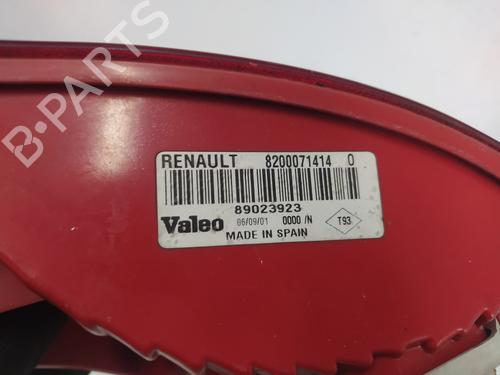 B-PARTS
RENAULT 8200071414 0
89023923
Valeo 06/09/01 0000 /N T93
MADE IN SPAIN